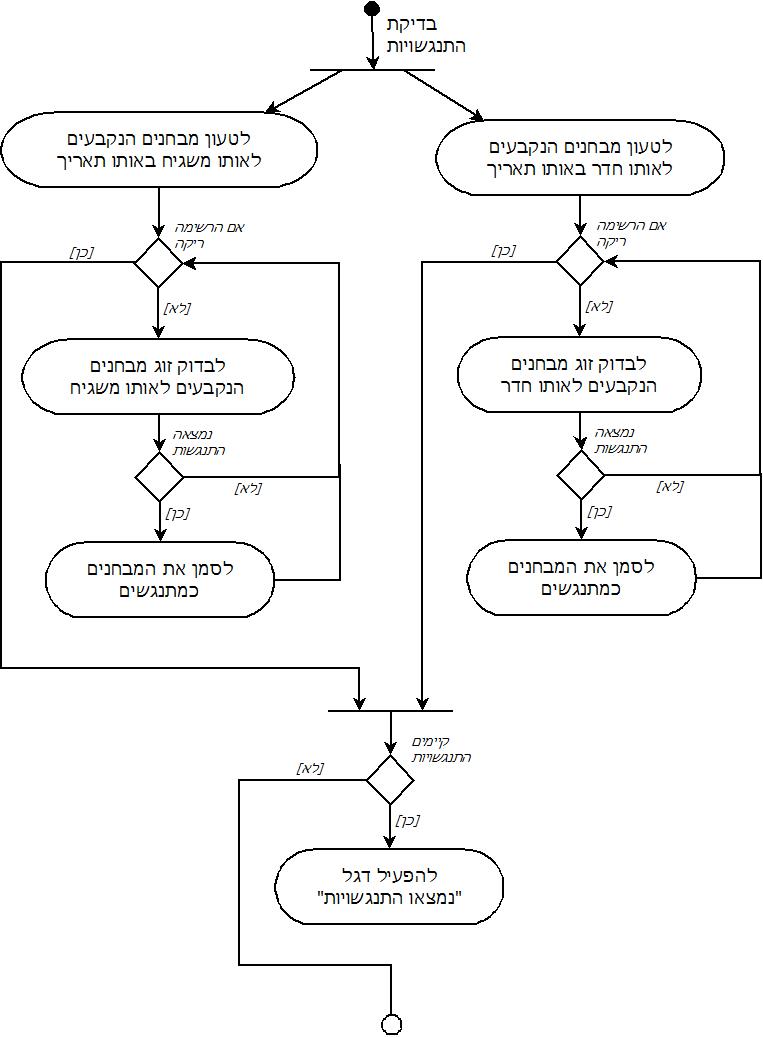 בדיקת
התנגשויות
לטעון מבחנים הנקבעים
לאותו משגיח באותו תאריך
לטעון מבחנים הנקבעים
לאותו חדר באותו תאריך
אם הרשימה
ריקה
[כן]
[לא]
אם הרשימה
ריקה
[כן]
[לא]
לבדוק זוג מבחנים
הנקבעים לאותו משגיח
לבדוק זוג מבחנים
הנקבעים לאותו חדר
נמצאה
התנגשות
[לא]
[כן]
נמצאה
התנגשות
[לא]
[כן]
לסמן את המבחנים
כמתנגשים
לסמן את המבחנים
כמתנגשים
קיימים
התנגשויות
[לא]
[כן]
להפעיל דגל
"נמצאו התנגשויות"